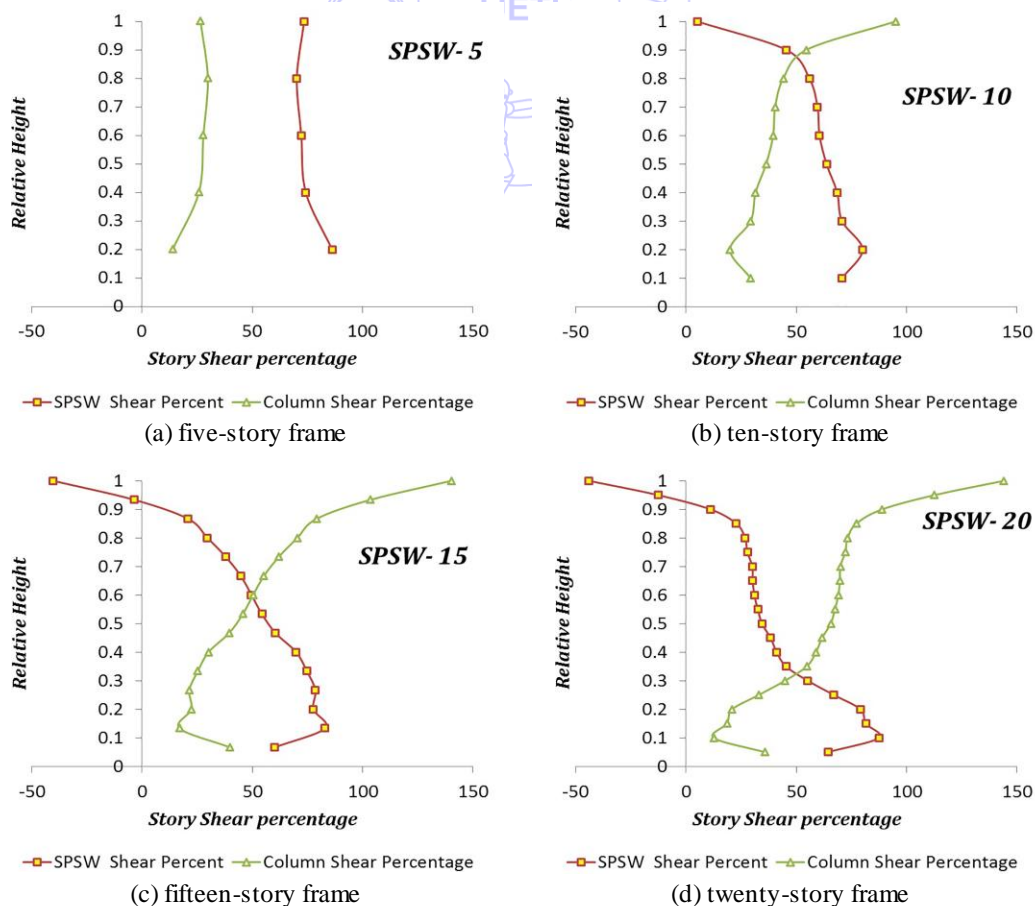 SPSW- 5
Relative Height
1
0.9
0.8
0.7
0.6
0.5
0.4
0.3
0.2
0.1
0
-50 0 50 100 150
Story Shear percentage
SPSW Shear Percent Column Shear Percentage
(a) five-story frame
SPSW- 10
Relative Height
1
0.9
0.8
0.7
0.6
0.5
0.4
0.3
0.2
0.1
0
-50 0 50 100 150
Story Shear percentage
SPSW Shear Percent Column Shear Percentage
(b) ten-story frame
SPSW- 15
Relative Height
1
0.9
0.8
0.7
0.6
0.5
0.4
0.3
0.2
0.1
0
-50 0 50 100 150
Story Shear percentage
SPSW Shear Percent Column Shear Percentage
(c) fifteen-story frame
SPSW- 20
Relative Height
1
0.9
0.8
0.7
0.6
0.5
0.4
0.3
0.2
0.1
0
-50 0 50 100 150
Story Shear percentage
SPSW Shear Percent Column Shear Percentage
(d) twenty-story frame